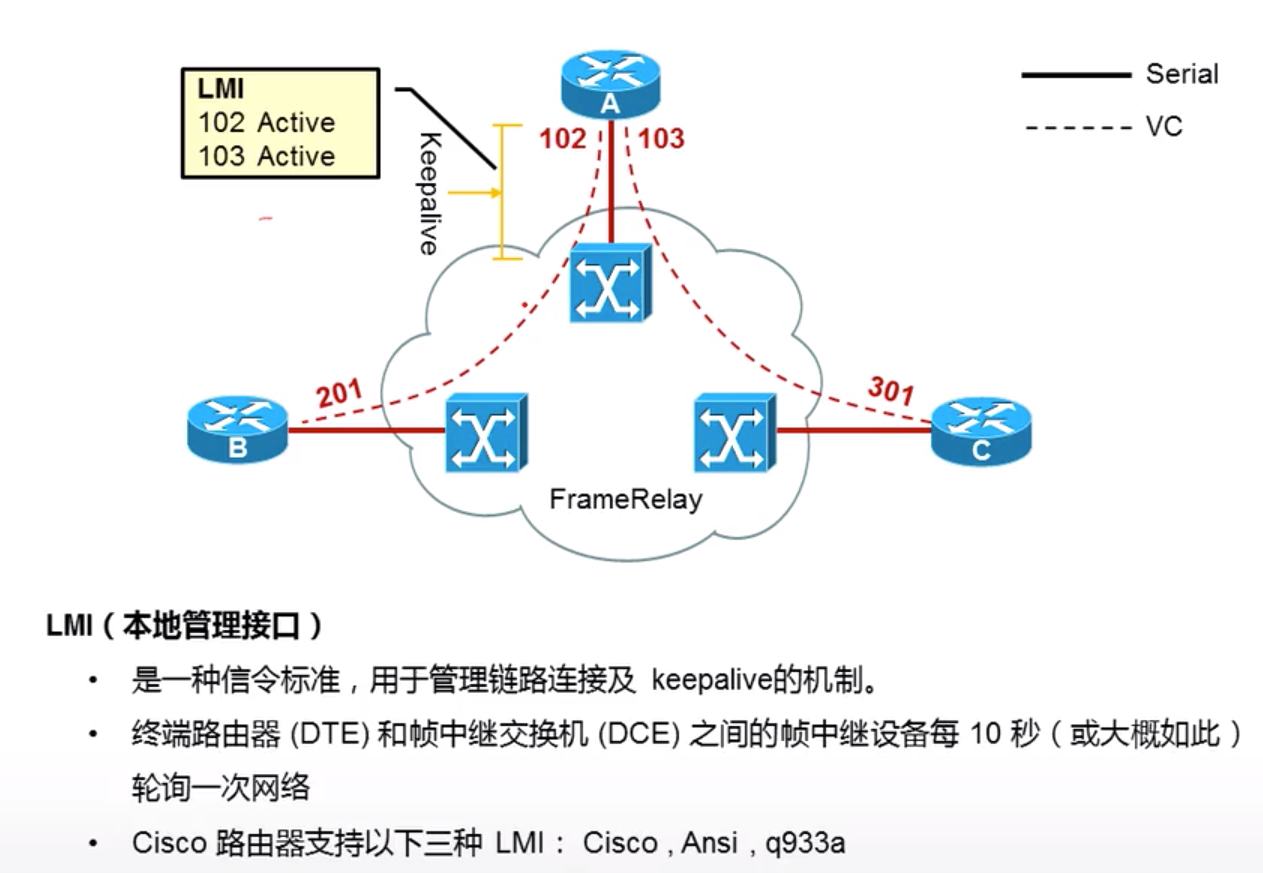 LMI
102 Active
103 Active
Keepalive
A
102
103
Serial
VC
201
B
301
C
FrameRelay
LMI（本地管理接口）
• 是一种信令标准，用于管理链路连接及 keepalive的机制。
• 终端路由器 (DTE) 和帧中继交换机 (DCE) 之间的帧中继设备每 10 秒（或大概如此）
轮询一次网络
• Cisco 路由器支持以下三种 LMI： Cisco , Ansi , q933a